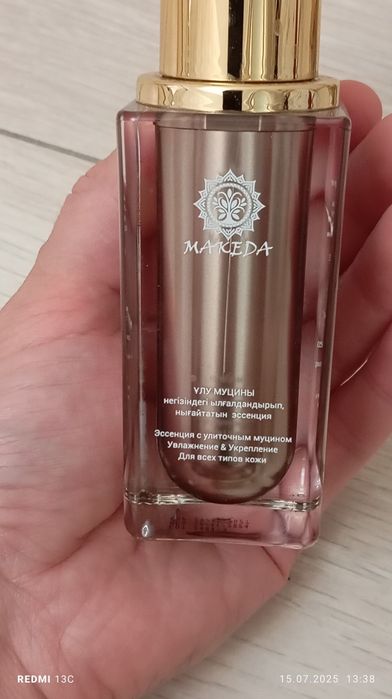 MAKEDA
ҰЛУ МУЦИНЫ
негізіндегі ылғалдандырып,
нығайтатын эссенция
Эссенция с улиточным муцином
Увлажнение & Укрепление
Для всех типов кожи
REDMI 13C
15.07.2025 13:38